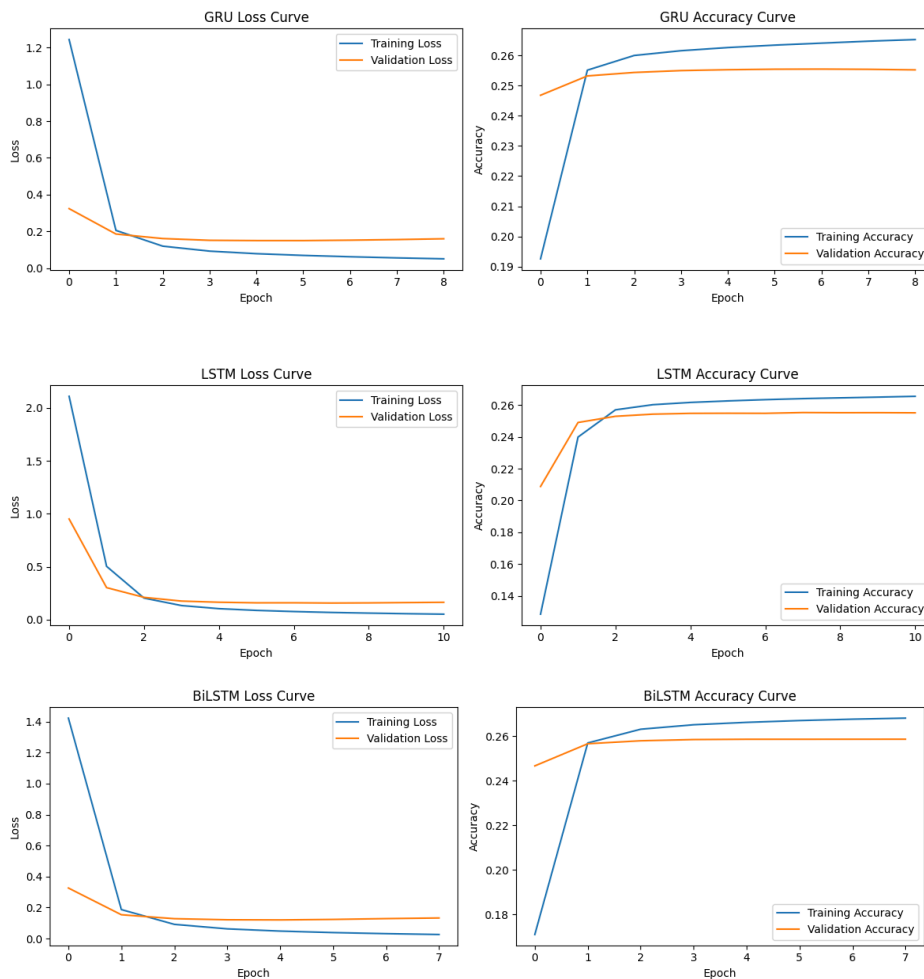 GRU Loss Curve
1.2
1.0
0.8
0.6
0.4
0.2
0.0
Loss
Training Loss
Validation Loss
0 1 2 3 4 5 6 7 8
Epoch
GRU Accuracy Curve
0.26
0.25
0.24
0.23
0.22
0.21
0.20
0.19
Accuracy
Training Accuracy
Validation Accuracy
0 1 2 3 4 5 6 7 8
Epoch
LSTM Loss Curve
2.0
1.5
1.0
0.5
0.0
Loss
Training Loss
Validation Loss
0 2 4 6 8 10
Epoch
LSTM Accuracy Curve
0.26
0.24
0.22
0.20
0.18
0.16
0.14
Accuracy
Training Accuracy
Validation Accuracy
0 2 4 6 8 10
Epoch
BiLSTM Loss Curve
1.4
1.2
1.0
0.8
0.6
0.4
0.2
0.0
Loss
Training Loss
Validation Loss
0 1 2 3 4 5 6 7
Epoch
BiLSTM Accuracy Curve
0.26
0.24
0.22
0.20
0.18
Accuracy
Training Accuracy
Validation Accuracy
0 1 2 3 4 5 6 7
Epoch